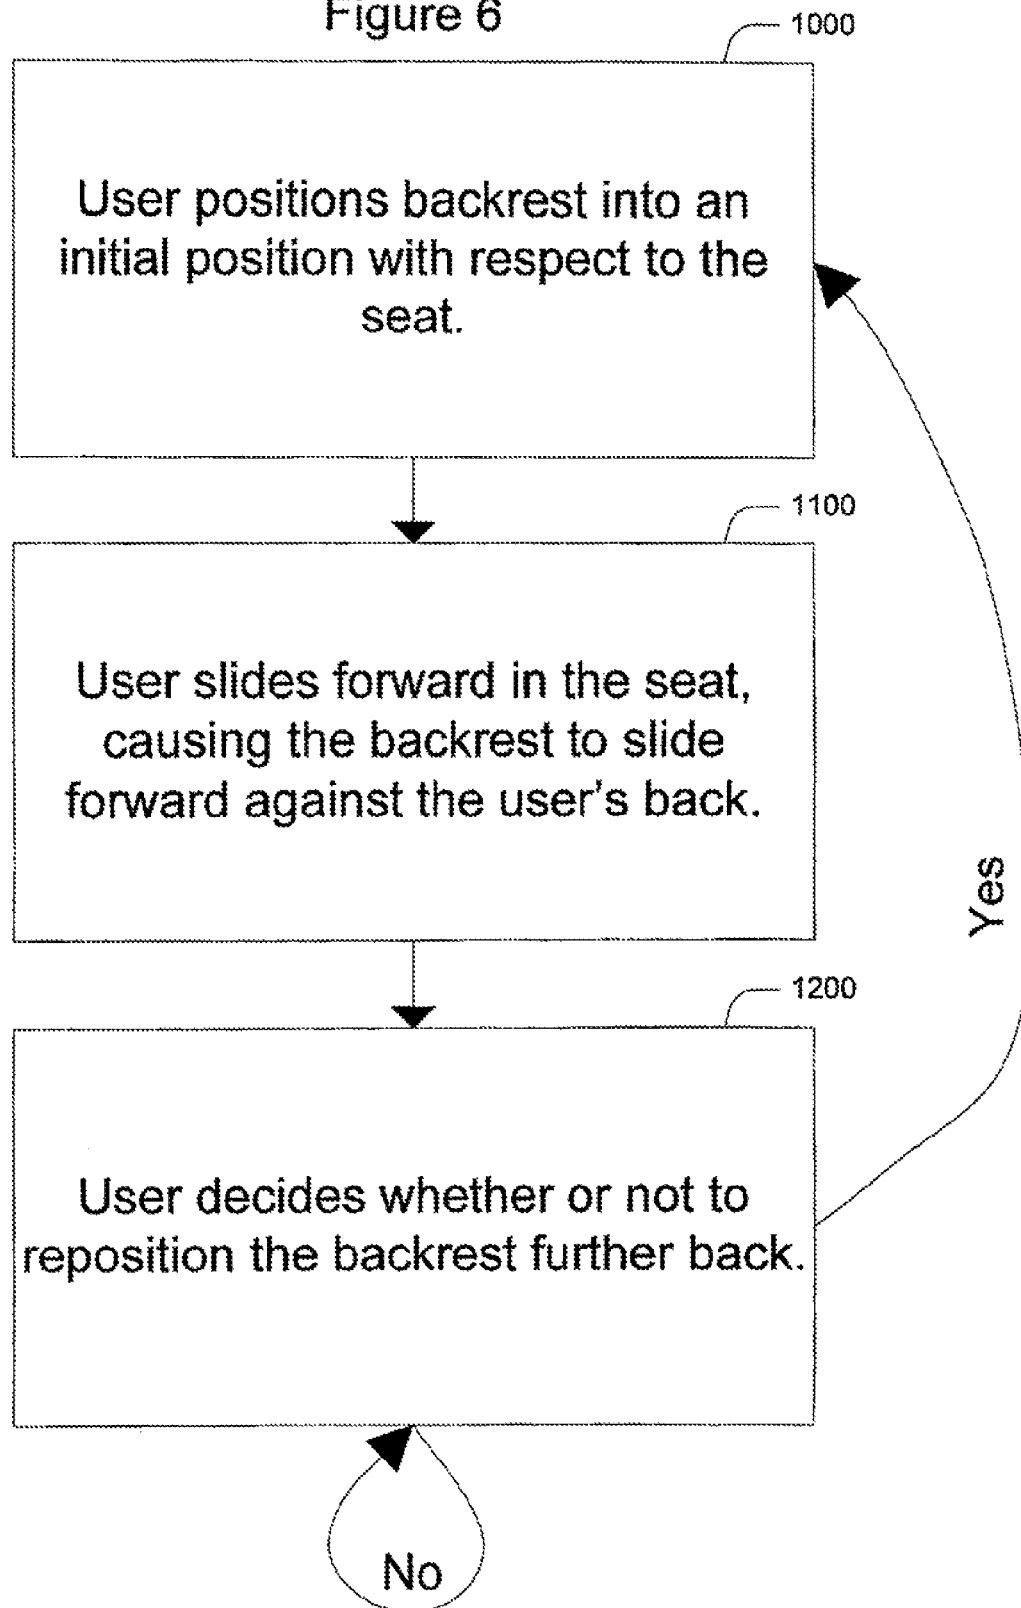 Figure 6
1000
User positions backrest into an
initial position with respect to the
seat.
1100
User slides forward in the seat,
causing the backrest to slide
forward against the user's back.
Yes
1200
User decides whether or not to
reposition the backrest further back.
No